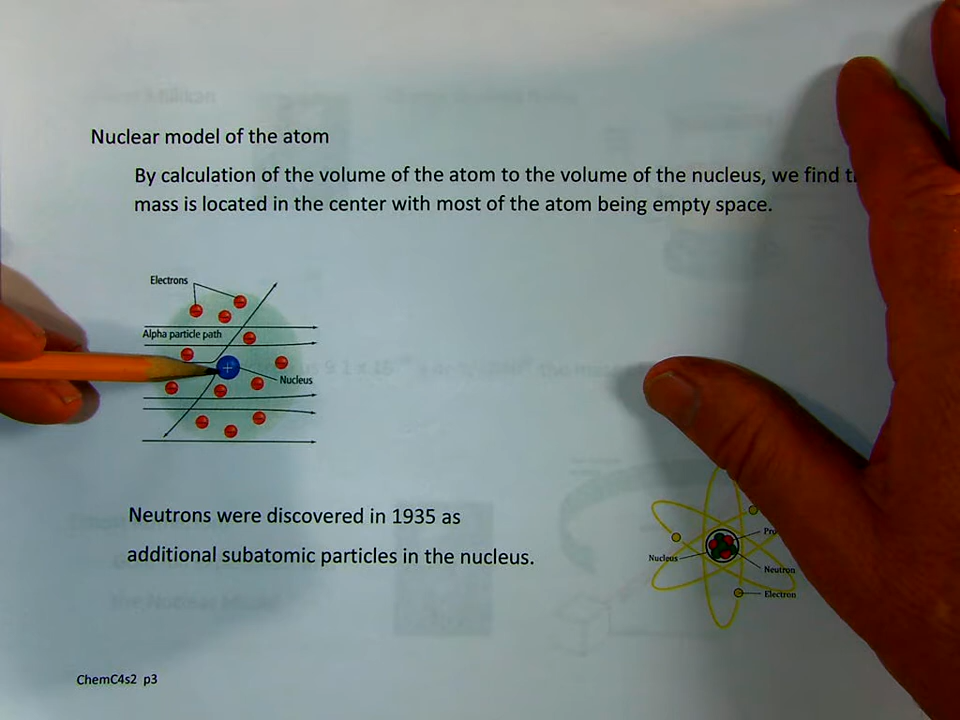 Nuclear model of the atom
By calculation of the volume of the atom to the volume of the nucleus, we find
mass is located in the center with most of the atom being empty space.
Electrons
Alpha particle path
+
Nucleus
Neutrons were discovered in 1935 as
additional subatomic particles in the nucleus.
Nucleus
Neutron
Electron
ChemC4s2 p3